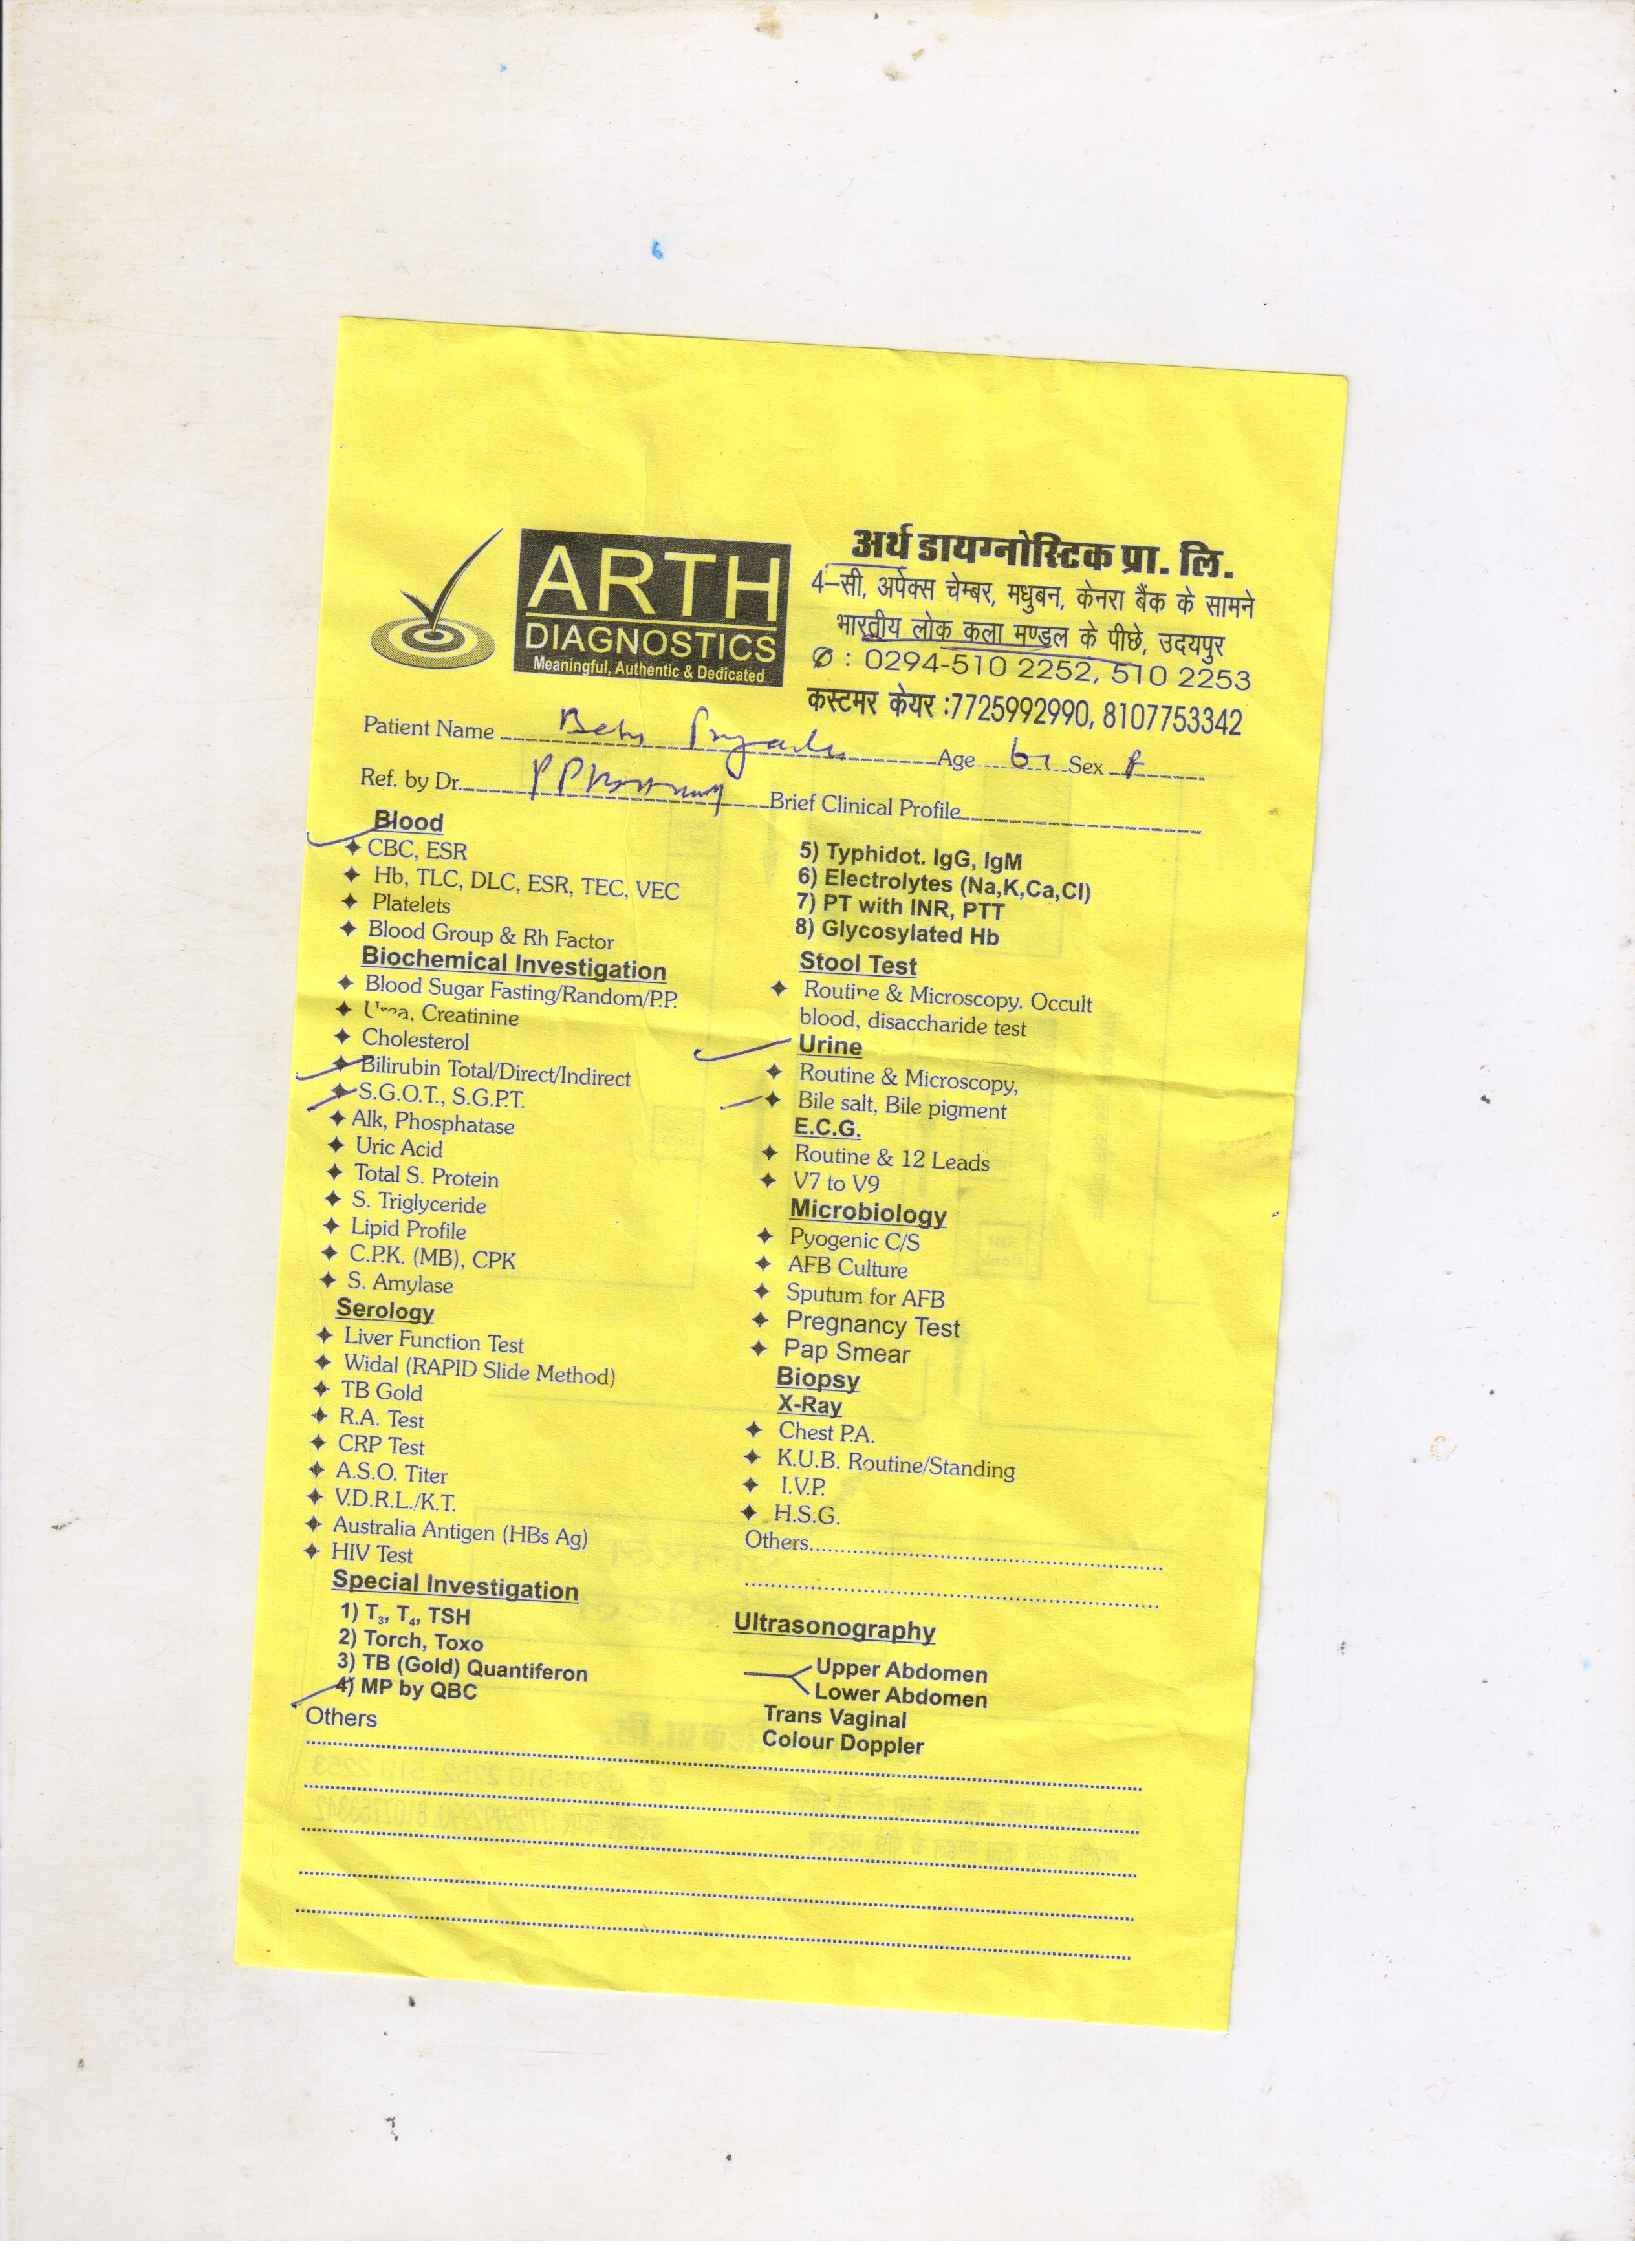 ARTH
DIAGNOSTICS
Meaningful, Authentic & Dedicated
अर्थ डायग्नोस्टिक प्रा. लि.
4-सी, अपेक्स चेम्बर, मधुबन, केनरा बैंक के सामने
भारतीय लोक कला मण्डल के पीछे, उदयपुर
✆ : 0294-510 2252, 510 2253
कस्टमर केयर :7725992990, 8107753342
Patient Name Age Sex F
Ref. by Dr. Brief Clinical Profile
Blood
CBC, ESR
Hb, TLC, DLC, ESR, TEC, VEC
Platelets
Blood Group & Rh Factor
Biochemical Investigation
Blood Sugar Fasting/Random/P.P.
Urea, Creatinine
Cholesterol
Bilirubin Total/Direct/Indirect
S.G.O.T., S.G.P.T.
Alk, Phosphatase
Uric Acid
Total S. Protein
S. Triglyceride
Lipid Profile
C.P.K. (MB), CPK
S. Amylase
Serology
Liver Function Test
Widal (RAPID Slide Method)
TB Gold
R.A. Test
CRP Test
A.S.O. Titer
V.D.R.L./K.T.
Australia Antigen (HBs Ag)
HIV Test
Special Investigation
1) T3, T4, TSH
2) Torch, Toxo
3) TB (Gold) Quantiferon
4) MP by QBC
Others
5) Typhidot. IgG, IgM
6) Electrolytes (Na,K,Ca,Cl)
7) PT with INR, PTT
8) Glycosylated Hb
Stool Test
Routine & Microscopy. Occult
blood, disaccharide test
Urine
Routine & Microscopy,
Bile salt, Bile pigment
E.C.G.
Routine & 12 Leads
V7 to V9
Microbiology
Pyogenic C/S
AFB Culture
Sputum for AFB
Pregnancy Test
Pap Smear
Biopsy
X-Ray
Chest P.A.
K.U.B. Routine/Standing
I.V.P.
H.S.G.
Others
Ultrasonography
Upper Abdomen
Lower Abdomen
Trans Vaginal
Colour Doppler